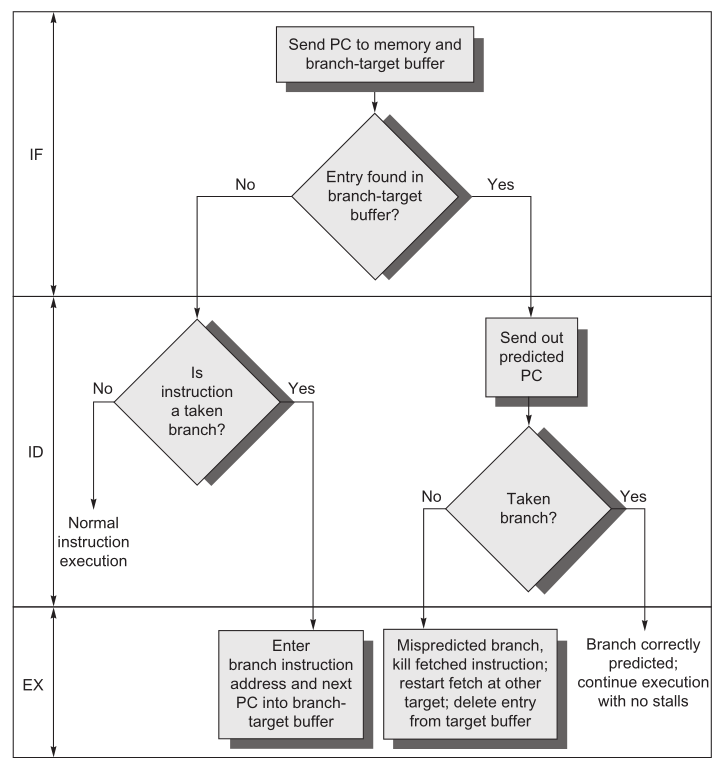 Send PC to memory and
branch-target buffer
IF
Entry found in
branch-target
buffer?
No
Yes
Send out
predicted
PC
Is
instruction
a taken
branch?
No
Yes
ID
Taken
branch?
No
Yes
Normal
instruction
execution
EX
Enter
branch instruction
address and next
PC into branch-
target buffer
Mispredicted branch,
kill fetched instruction;
restart fetch at other
target; delete entry
from target buffer
Branch correctly
predicted;
continue execution
with no stalls